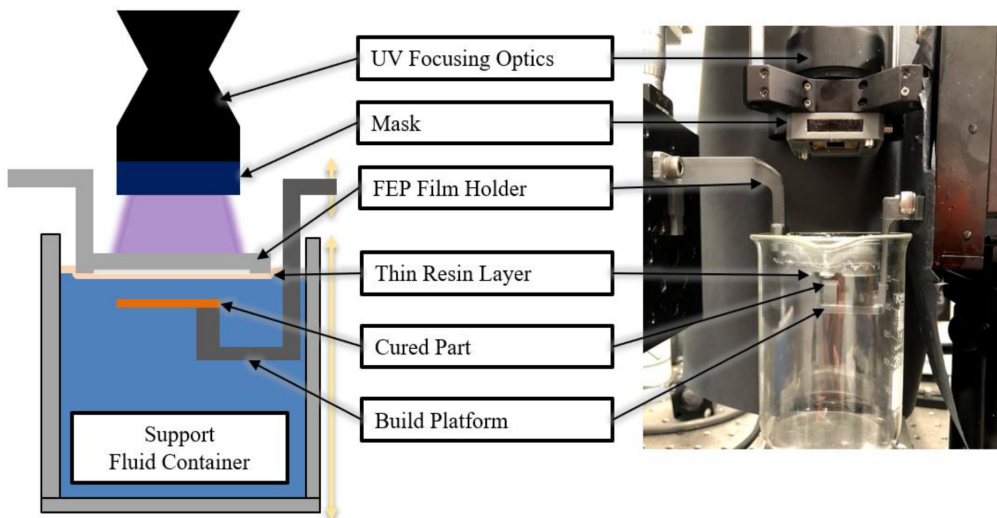 UV Focusing Optics
Mask
FEP Film Holder
Thin Resin Layer
Cured Part
Build Platform
Support
Fluid Container